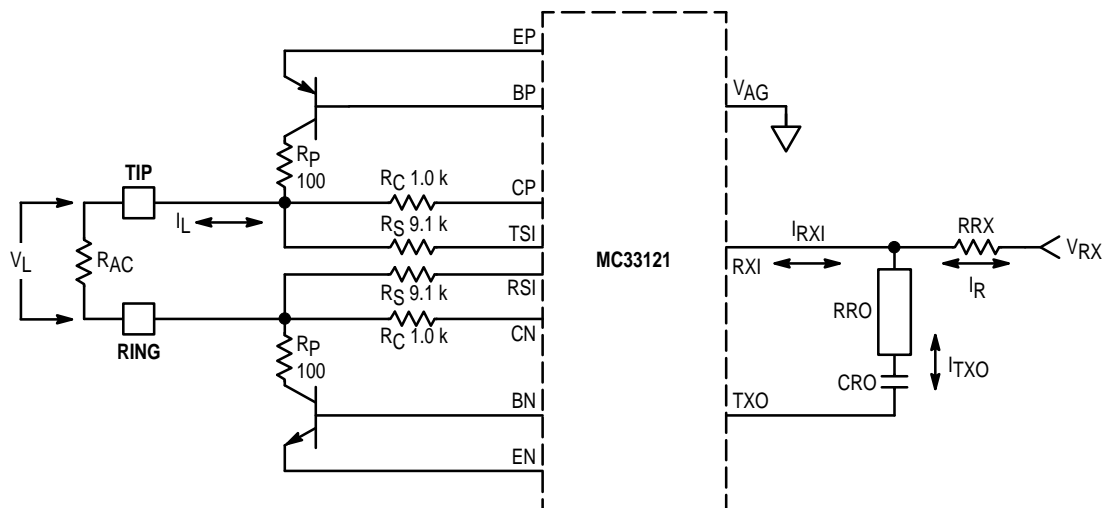 EP
BP
VAG
RP
100
TIP
RC 1.0 k
CP
IL
RS 9.1 k
TSI
IRXI
RRX
VRX
VL
RAC
MC33121
RXI
RSI
IR
RS 9.1 k
RRO
RC 1.0 k
CN
RING
RP
100
ITXO
CRO
BN
TXO
EN